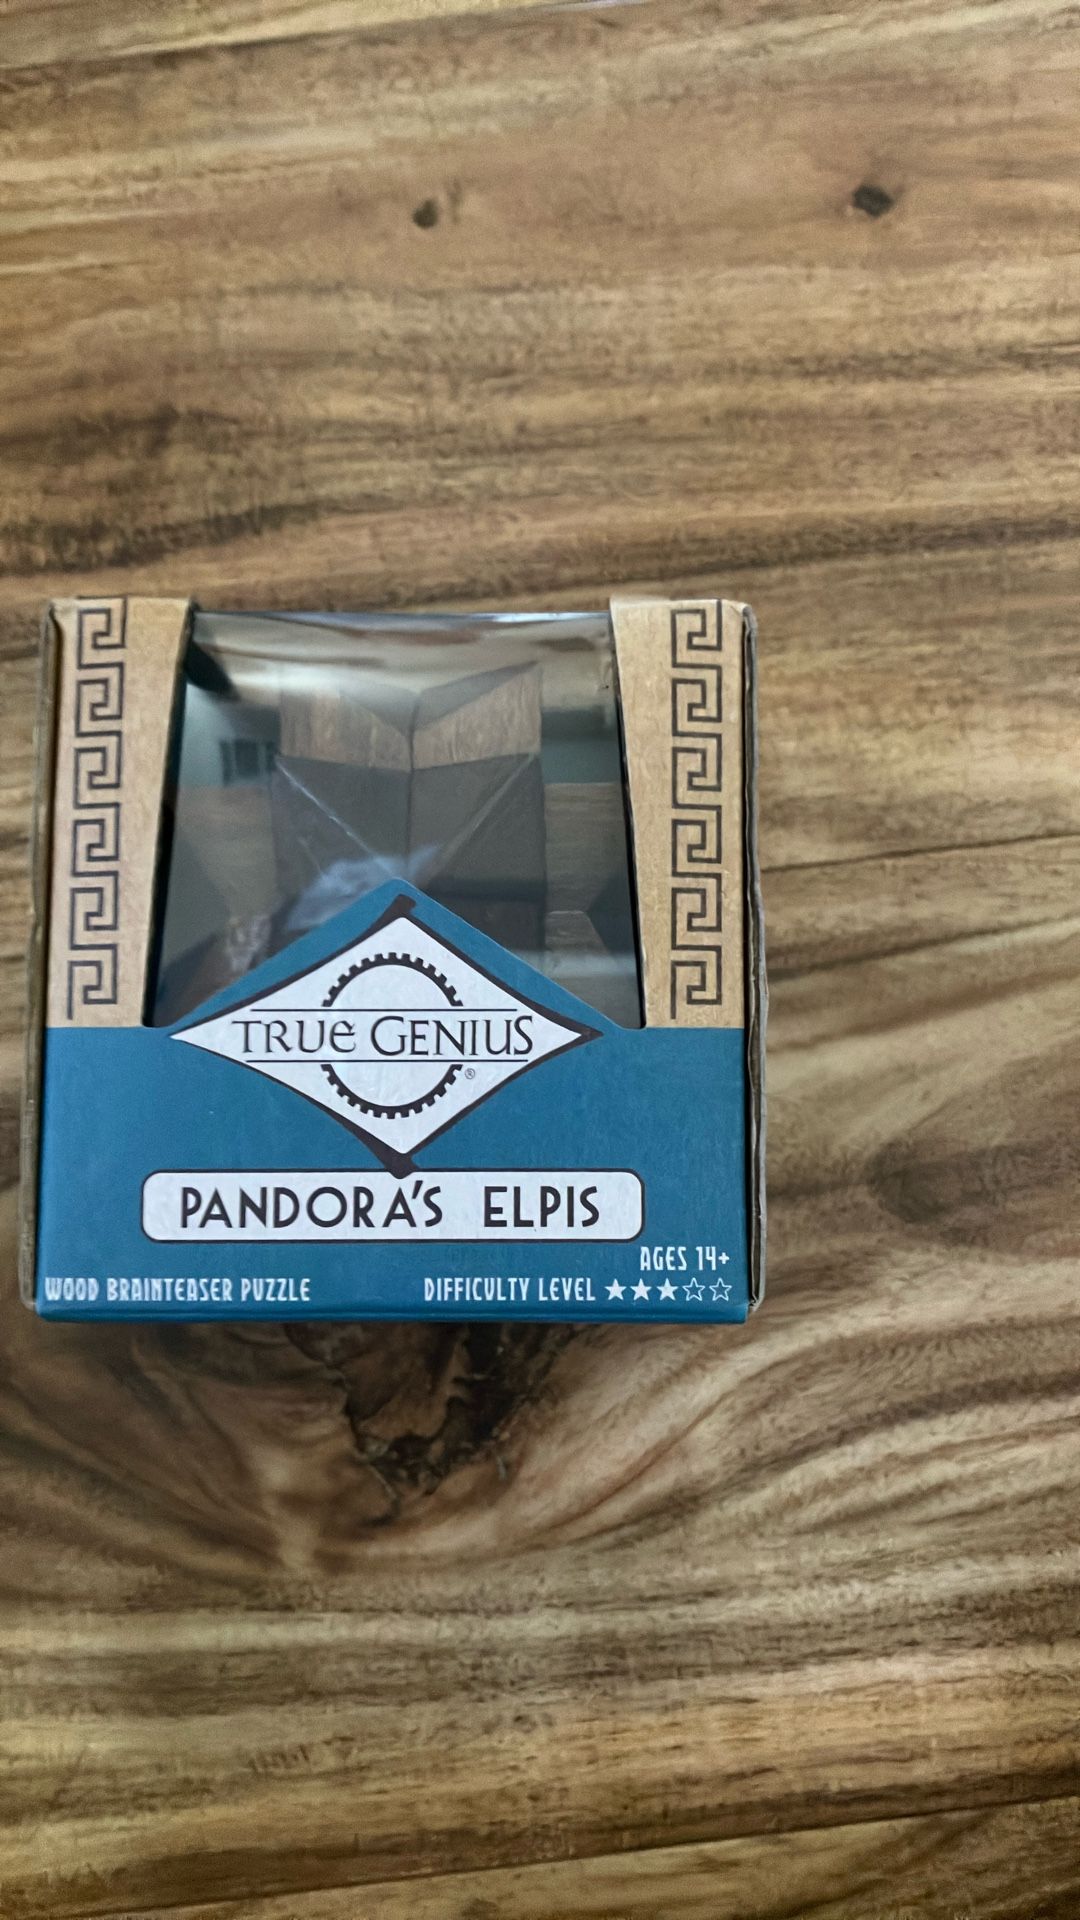 TRUE GENIUS
®
PANDORA'S ELPIS
AGES 14+
WOOD BRAINTEASER PUZZLE
DIFFICULTY LEVEL ★★★☆☆